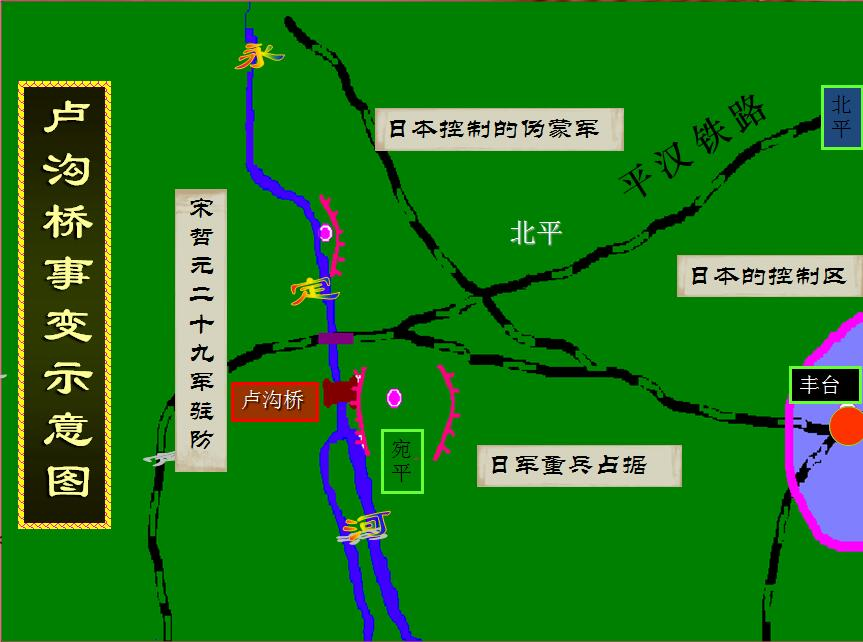 卢沟桥事变示意图
永
定
河
日本控制的伪蒙军
平汉铁路
北平
北平
日本的控制区
宋哲元二十九军驻防
丰台
卢沟桥
宛平
日军重兵占据